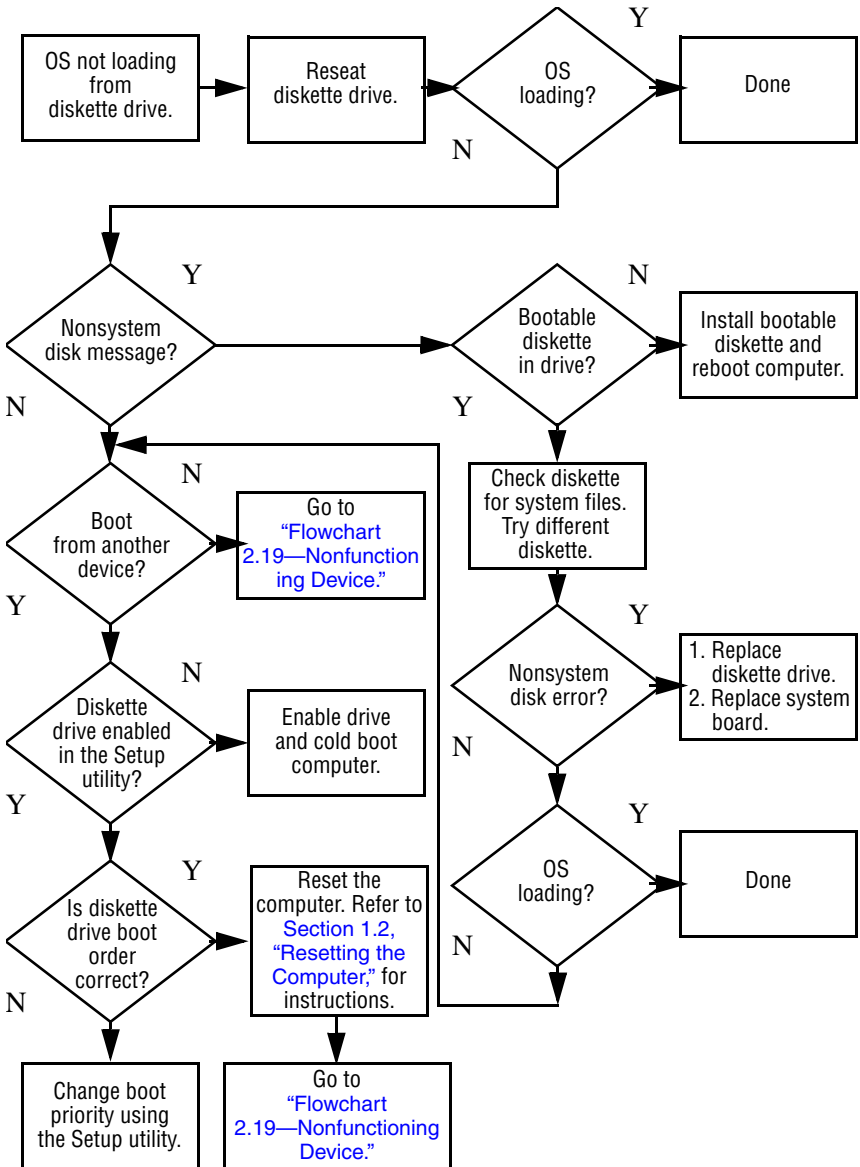 Y
OS not loading
from
diskette drive.
Reseat
diskette drive.
OS
loading?
Done
N
Y
Nonsystem
disk message?
N
N
Bootable
diskette
in drive?
Install bootable
diskette and
reboot computer.
Y
N
Boot
from another
device?
Go to
“Flowchart
2.19—Nonfunction
ing Device.”
Check diskette
for system files.
Try different
diskette.
Y
N
Diskette
drive enabled
in the Setup
utility?
Enable drive
and cold boot
computer.
Y
Nonsystem
disk error?
1. Replace
diskette drive.
2. Replace system
board.
N
Y
Y
Is diskette
drive boot
order
correct?
Reset the
computer. Refer to
Section 1.2,
“Resetting the
Computer,” for
instructions.
Y
OS
loading?
Done
N
N
Change boot
priority using
the Setup utility.
Go to
“Flowchart
2.19—Nonfunctioning
Device.”